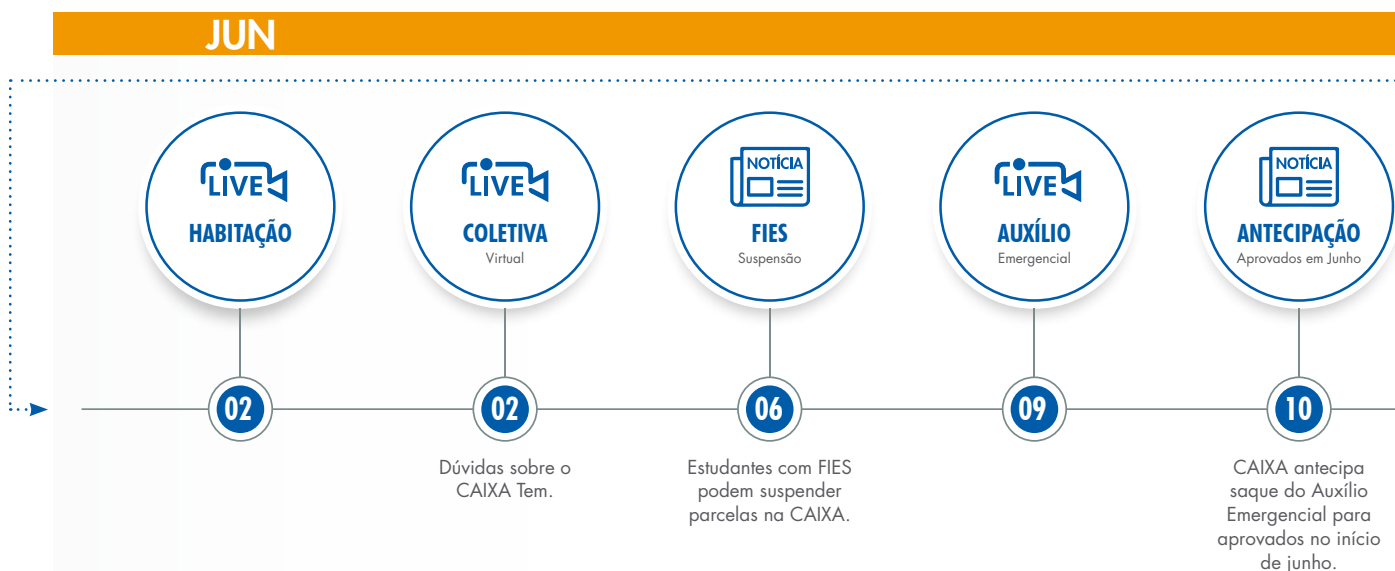 JUN
LIVE
HABITAÇÃO
02
LIVE
COLETIVA
Virtual
02
Dúvidas sobre o
CAIXA Tem.
NOTÍCIA
FIES
Suspensão
06
Estudantes com FIES
podem suspender
parcelas na CAIXA.
LIVE
AUXÍLIO
Emergencial
09
NOTÍCIA
ANTECIPAÇÃO
Aprovados em Junho
10
CAIXA antecipa
saque do Auxílio
Emergencial para
aprovados no início
de junho.